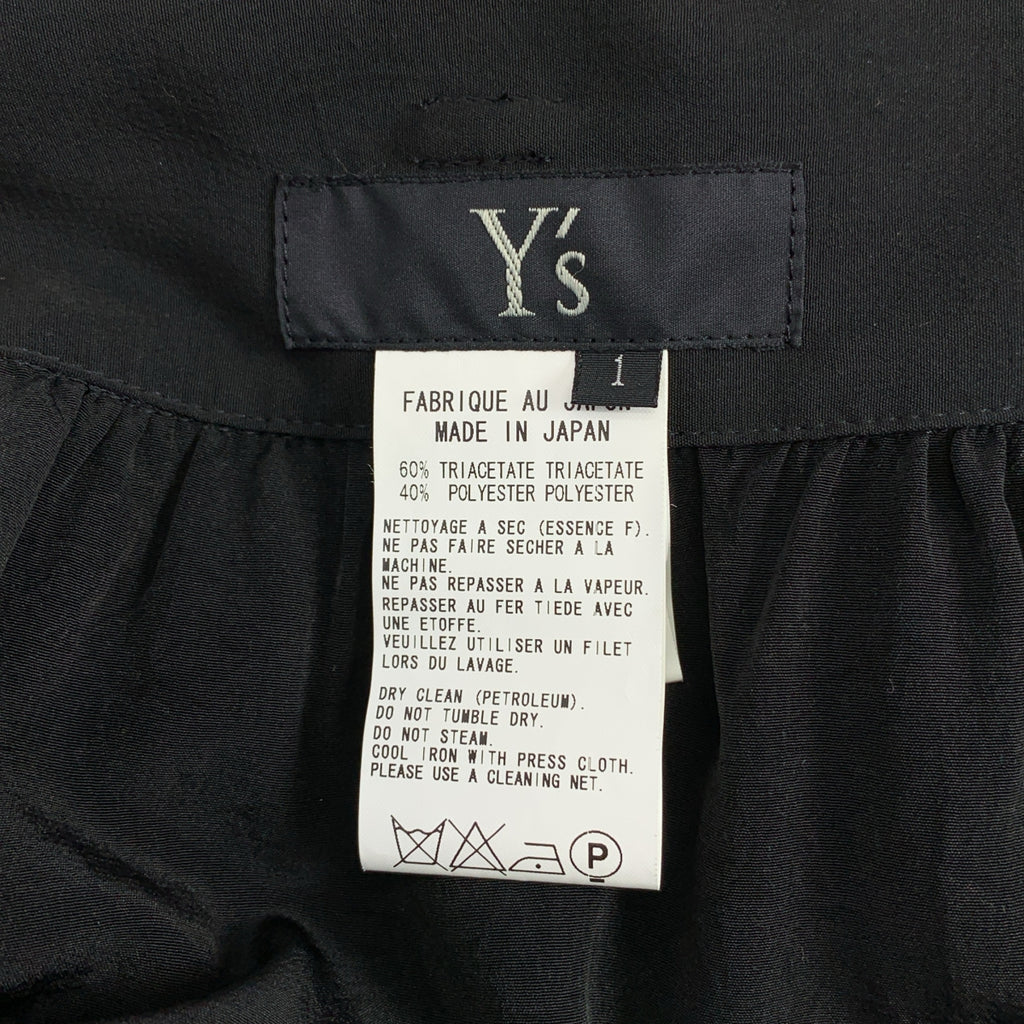 Y's
1
FABRIQUE AU JAPON
MADE IN JAPAN
60% TRIACETATE TRIACETATE
40% POLYESTER POLYESTER
NETTOYAGE A SEC (ESSENCE F).
NE PAS FAIRE SECHER A LA
MACHINE.
NE PAS REPASSER A LA VAPEUR.
REPASSER AU FER TIEDE AVEC
UNE ETOFFE.
VEUILLEZ UTILISER UN FILET
LORS DU LAVAGE.
DRY CLEAN (PETROLEUM).
DO NOT TUMBLE DRY.
DO NOT STEAM.
COOL IRON WITH PRESS CLOTH.
PLEASE USE A CLEANING NET.
P